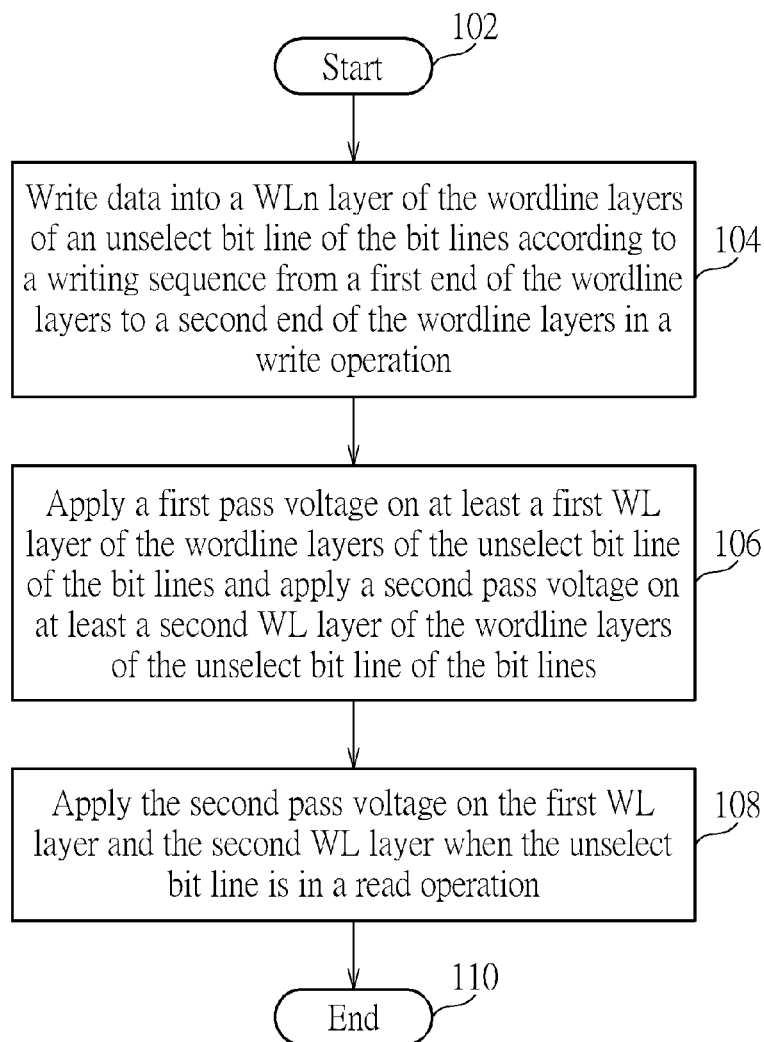 102
Start
Write data into a WLn layer of the wordline layers
of an unselect bit line of the bit lines according to
a writing sequence from a first end of the wordline
layers to a second end of the wordline layers in a
write operation
104
Apply a first pass voltage on at least a first WL
layer of the wordline layers of the unselect bit line
of the bit lines and apply a second pass voltage on
at least a second WL layer of the wordline layers
of the unselect bit line of the bit lines
106
Apply the second pass voltage on the first WL
layer and the second WL layer when the unselect
bit line is in a read operation
108
110
End